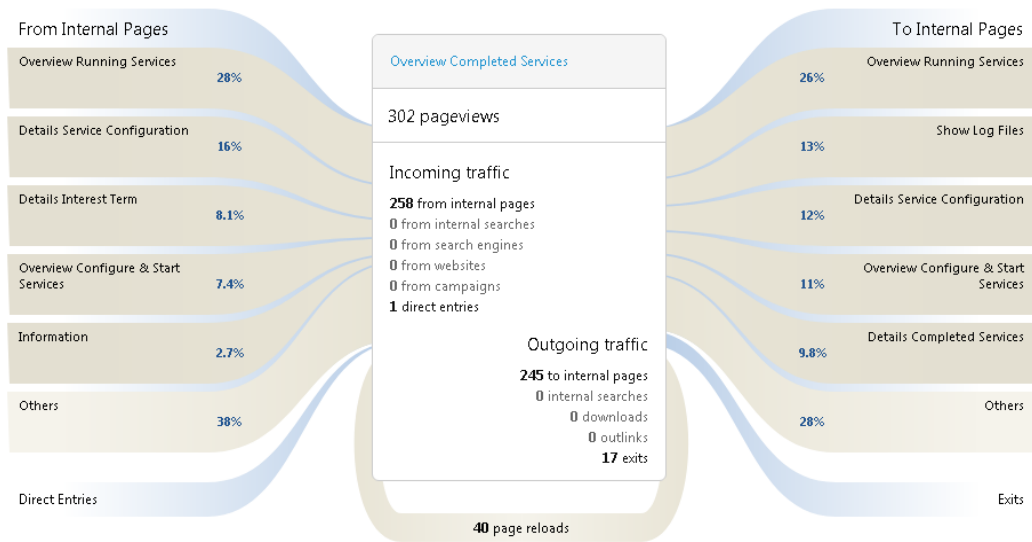 From Internal Pages
Overview Running Services
28%
Details Service Configuration
16%
Details Interest Term
8.1%
Overview Configure & Start
Services
7.4%
Information
2.7%
Others
38%
Direct Entries
Overview Completed Services
302 pageviews
Incoming traffic
258 from internal pages
0 from internal searches
0 from search engines
0 from websites
0 from campaigns
1 direct entries
Outgoing traffic
245 to internal pages
0 internal searches
0 downloads
0 outlinks
17 exits
40 page reloads
To Internal Pages
Overview Running Services
26%
Show Log Files
13%
Details Service Configuration
12%
Overview Configure & Start
Services
11%
Details Completed Services
9.8%
Others
28%
Exits